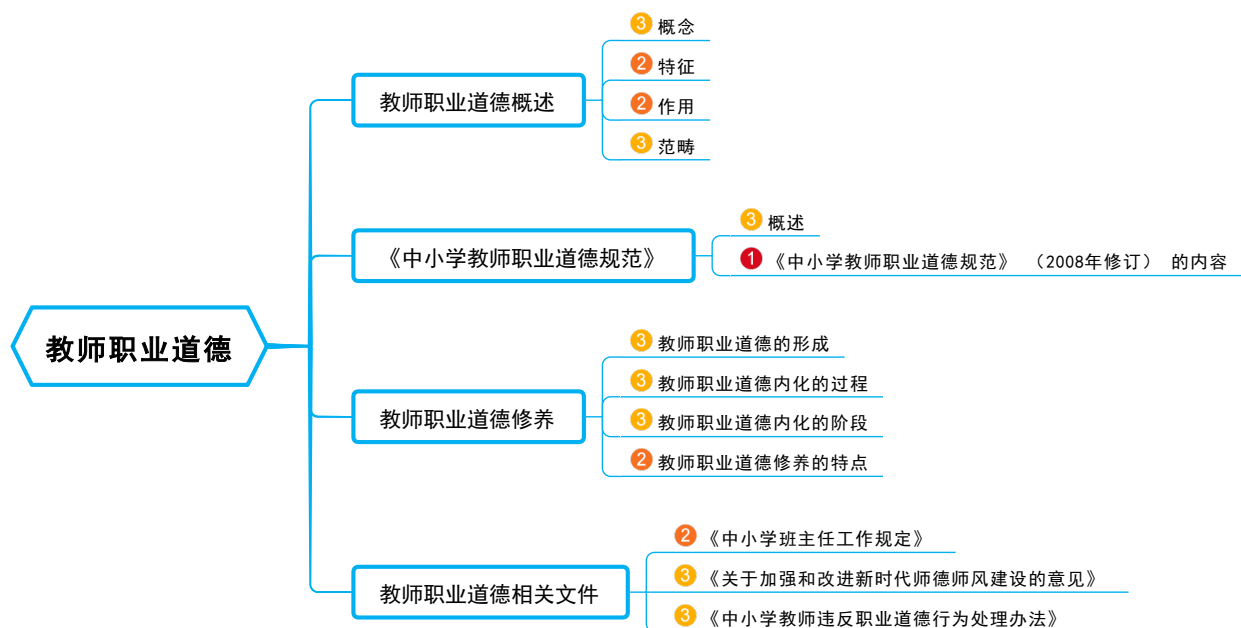 教师职业道德
教师职业道德概述
3 概念
2 特征
2 作用
3 范畴
《中小学教师职业道德规范》
3 概述
1 《中小学教师职业道德规范》 （2008年修订） 的内容
教师职业道德修养
3 教师职业道德的形成
3 教师职业道德内化的过程
3 教师职业道德内化的阶段
2 教师职业道德修养的特点
教师职业道德相关文件
2 《中小学班主任工作规定》
3 《关于加强和改进新时代师德师风建设的意见》
3 《中小学教师违反职业道德行为处理办法》